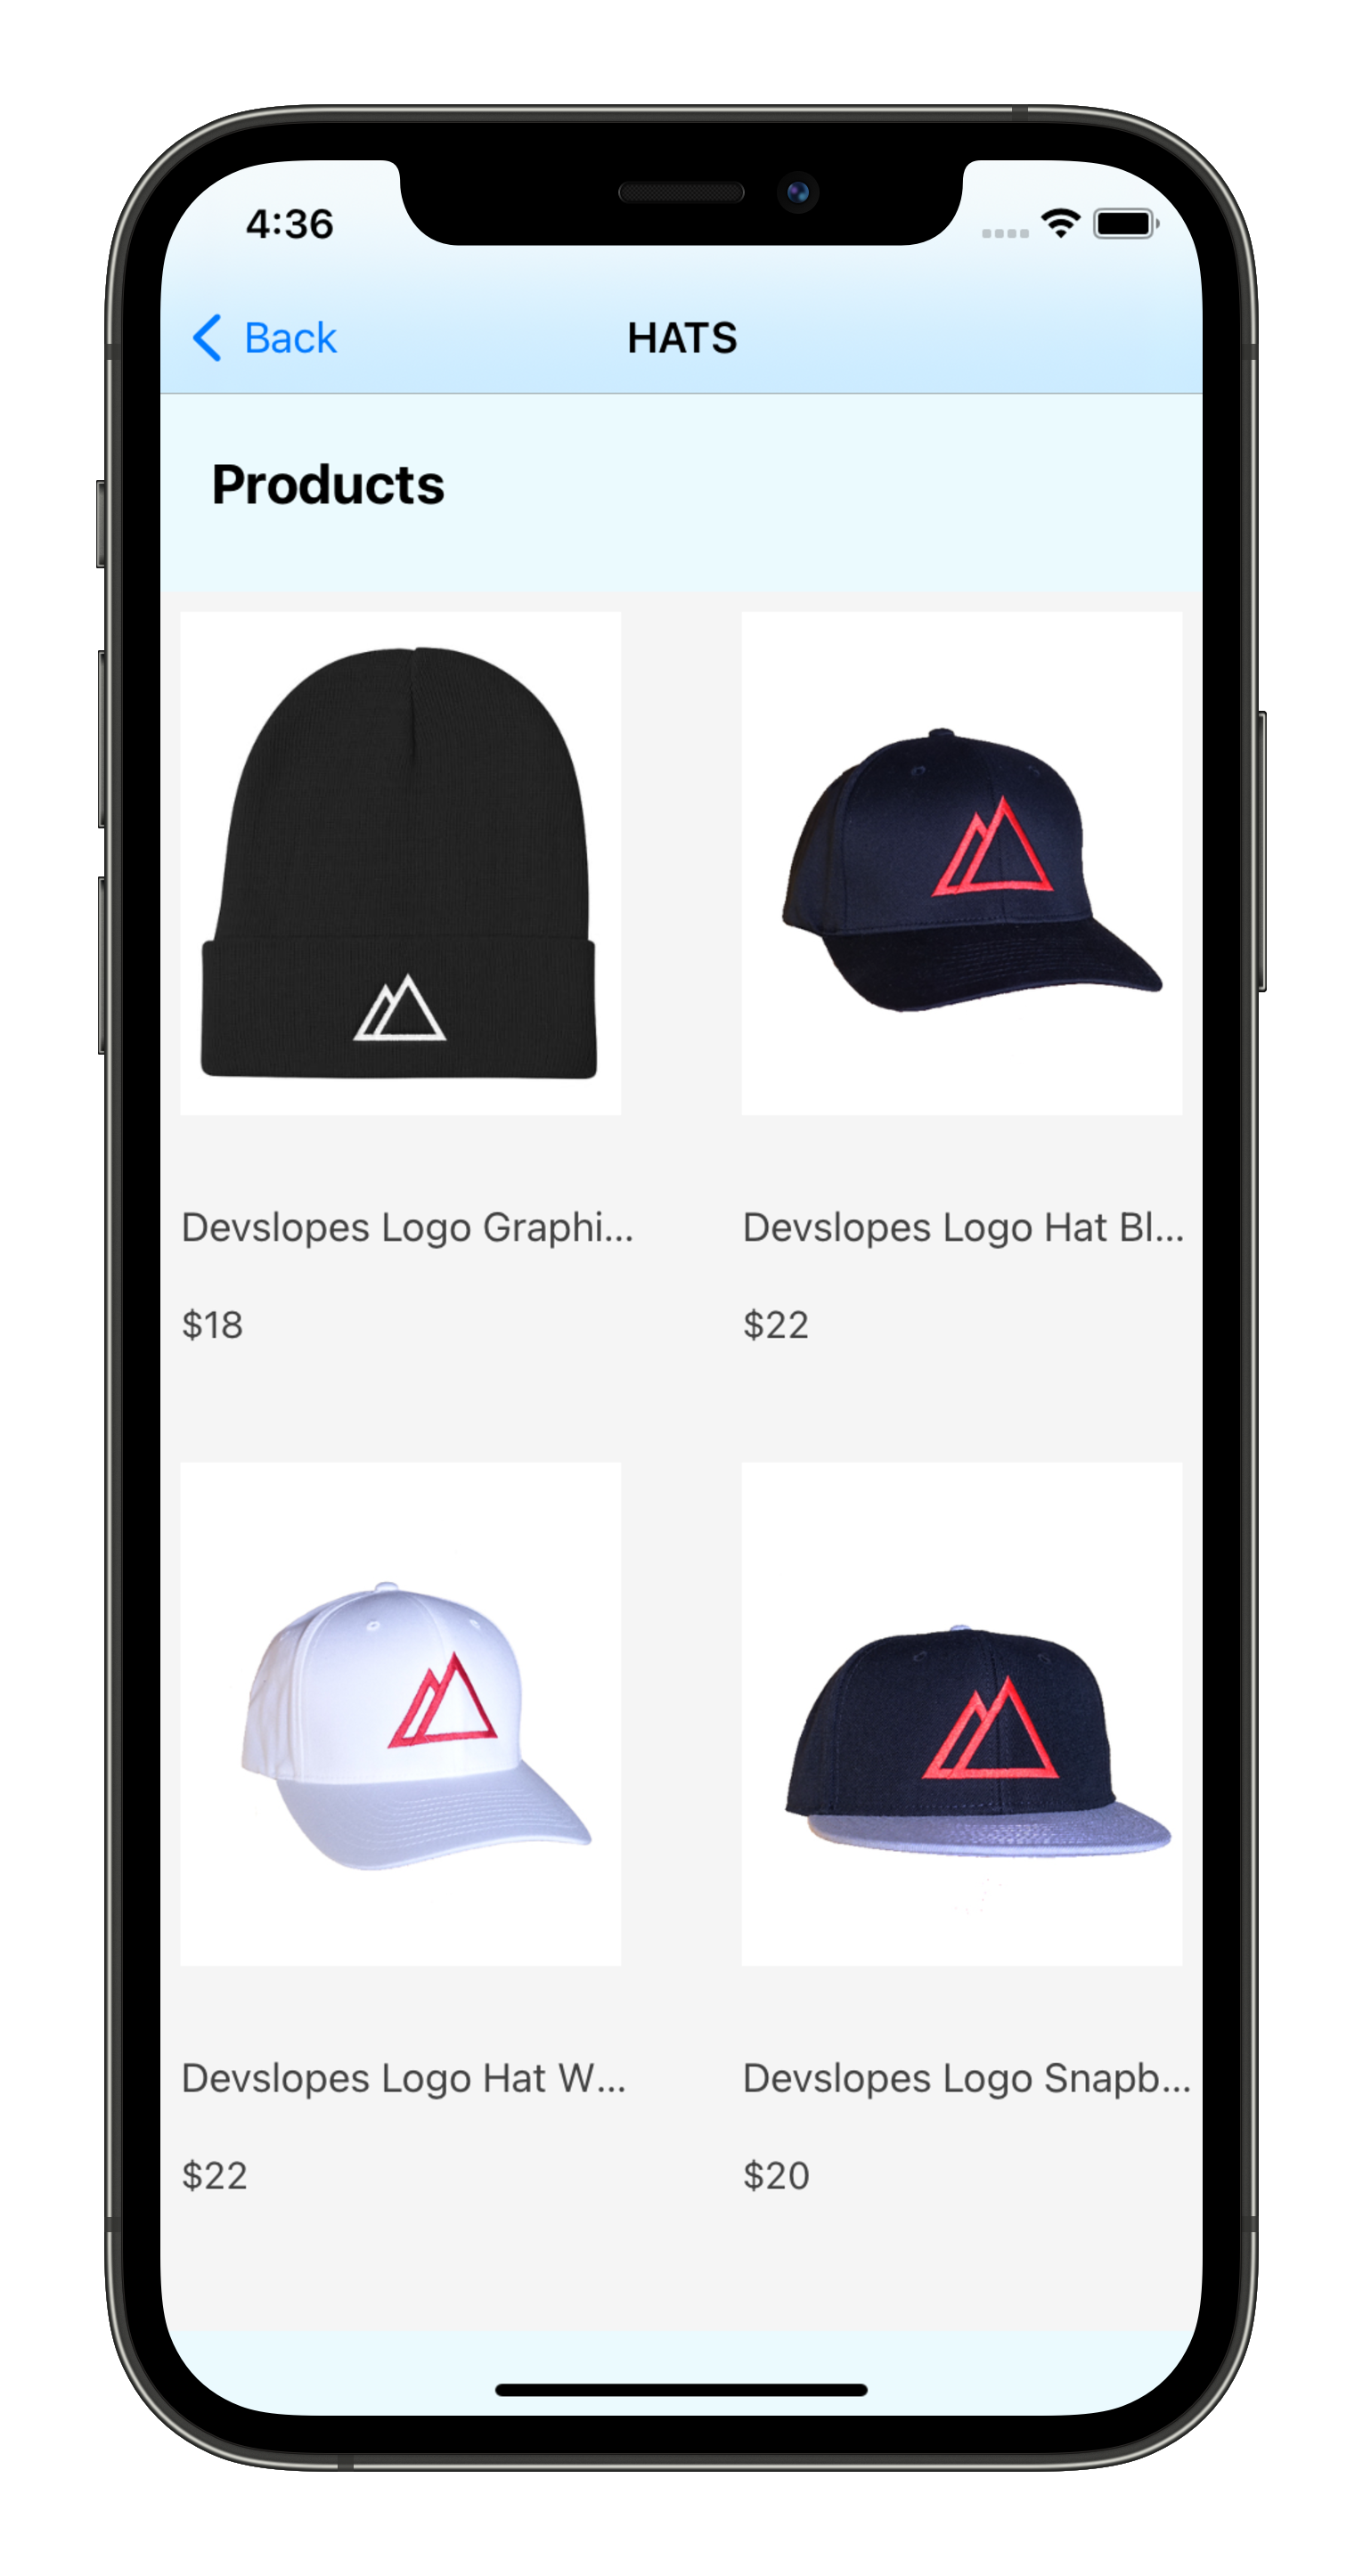 4:36
Back
HATS
Products
Devslopes Logo Graphi...
Devslopes Logo Hat Bl...
$18
$22
Devslopes Logo Hat W...
Devslopes Logo Snapb...
$22
$20